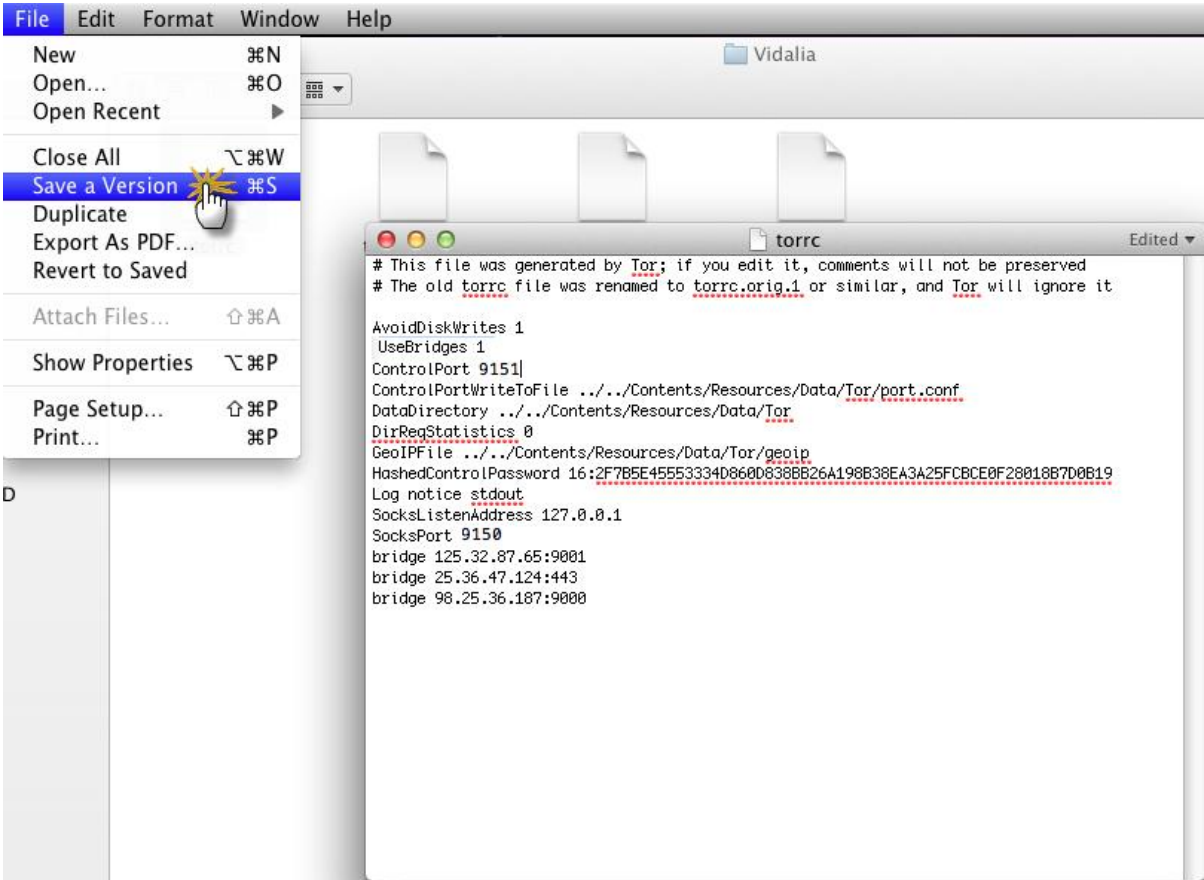 File Edit Format Window Help
New ⌘N
Open... ⌘O
Open Recent ▶
Close All ⌥⌘W
Save a Version ⌘S
Duplicate
Export As PDF...
Revert to Saved
Attach Files... ⇧⌘A
Show Properties ⌥⌘P
Page Setup... ⇧⌘P
Print... ⌘P
D
Vidalia
torrc Edited ▾
# This file was generated by Tor; if you edit it, comments will not be preserved
# The old torrc file was renamed to torrc.orig.1 or similar, and Tor will ignore it
AvoidDiskWrites 1
UseBridges 1
ControlPort 9151
ControlPortWriteToFile ../../Contents/Resources/Data/Tor/port.conf
DataDirectory ../../Contents/Resources/Data/Tor
DirReqStatistics 0
GeoIPFile ../../Contents/Resources/Data/Tor/geoip
HashedControlPassword 16:2F7B5E45553334D860D838BB26A198B38EA3A25FCBCE0F28018B7D0B19
Log notice stdout
SocksListenAddress 127.0.0.1
SocksPort 9150
bridge 125.32.87.65:9001
bridge 25.36.47.124:443
bridge 98.25.36.187:9000